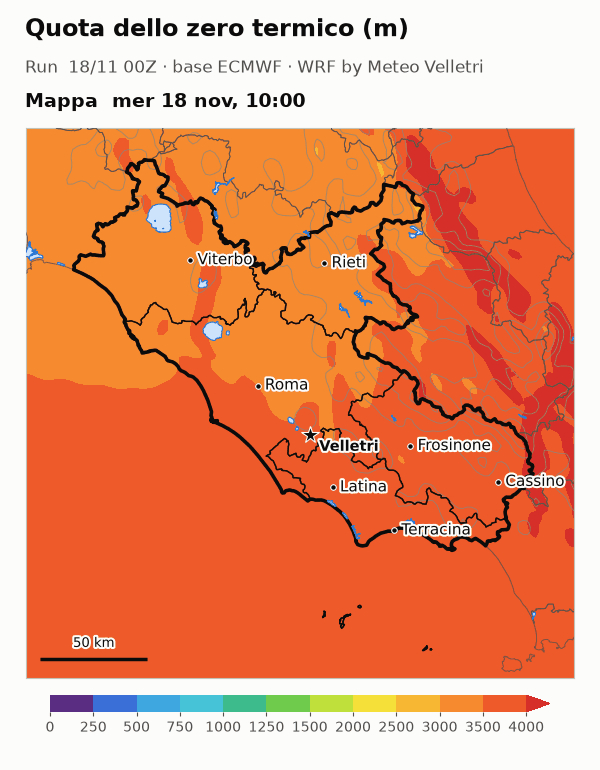 Quota dello zero termico (m)
Run  18/11 00Z · base ECMWF · WRF by Meteo Velletri
Mappa  mer 18 nov, 10:00
Viterbo
Rieti
Roma
Velletri
Frosinone
Latina
Cassino
Terracina
50 km
0 250 500 750 1000 1250 1500 2000 2500 3000 3500 4000